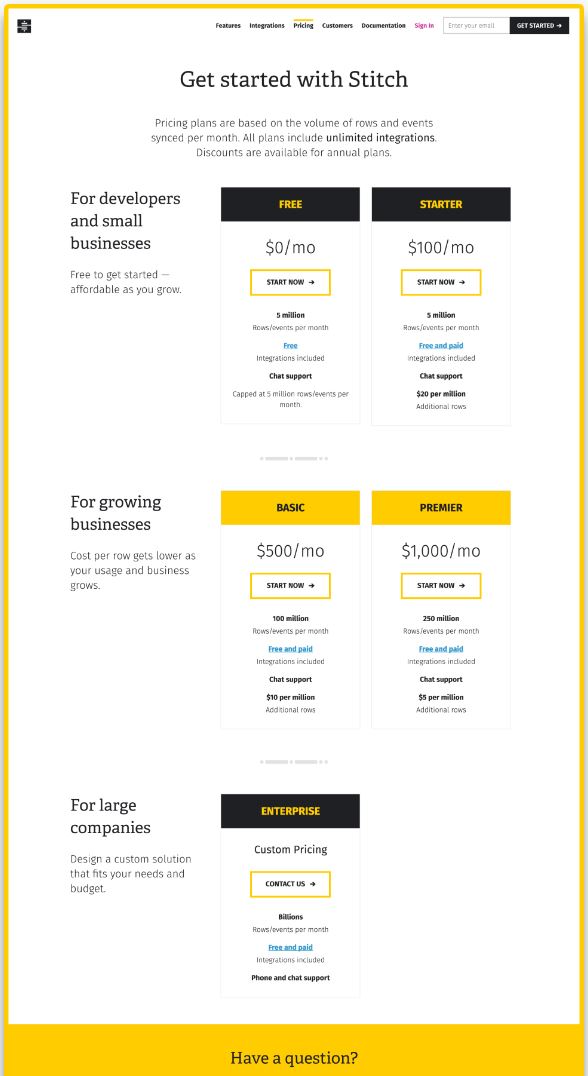 Features Integrations Pricing Customers Documentation Sign In Enter your email GET STARTED →
Get started with Stitch
Pricing plans are based on the volume of rows and events
synced per month. All plans include unlimited integrations.
Discounts are available for annual plans.
For developers
and small
businesses
Free to get started —
affordable as you grow.
FREE
$0/mo
START NOW →
5 million
Rows/events per month
Free
Integrations included
Chat support
Capped at 5 million rows/events per
month.
STARTER
$100/mo
START NOW →
5 million
Rows/events per month
Free and paid
Integrations included
Chat support
$20 per million
Additional rows
For growing
businesses
Cost per row gets lower as
your usage and business
grows.
BASIC
$500/mo
START NOW →
100 million
Rows/events per month
Free and paid
Integrations included
Chat support
$10 per million
Additional rows
PREMIER
$1,000/mo
START NOW →
250 million
Rows/events per month
Free and paid
Integrations included
Chat support
$5 per million
Additional rows
For large
companies
Design a custom solution
that fits your needs and
budget.
ENTERPRISE
Custom Pricing
CONTACT US →
Billions
Rows/events per month
Free and paid
Integrations included
Phone and chat support
Have a question?